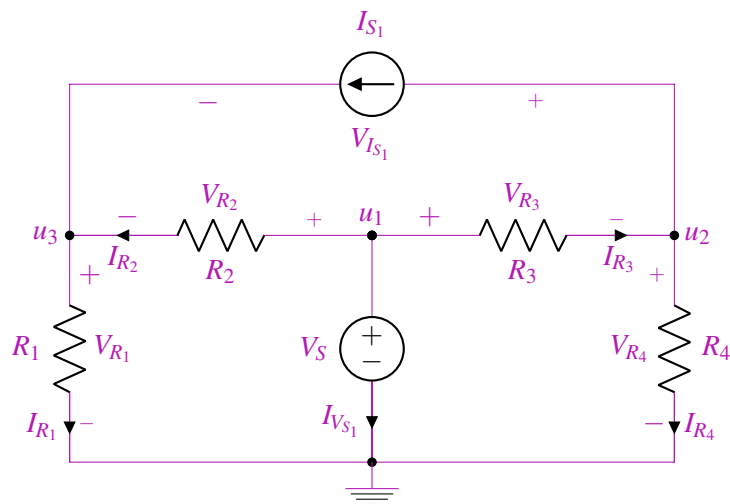 I_{S_1}
− +
V_{I_{S_1}}
V_{R_2} V_{R_3}
u_3 − + u_1 + − u_2
I_{R_2} R_2 R_3 I_{R_3}
+ +
R_1 V_{R_1} V_S + − V_{R_4} R_4
I_{R_1} − I_{V_{S_1}} − I_{R_4}